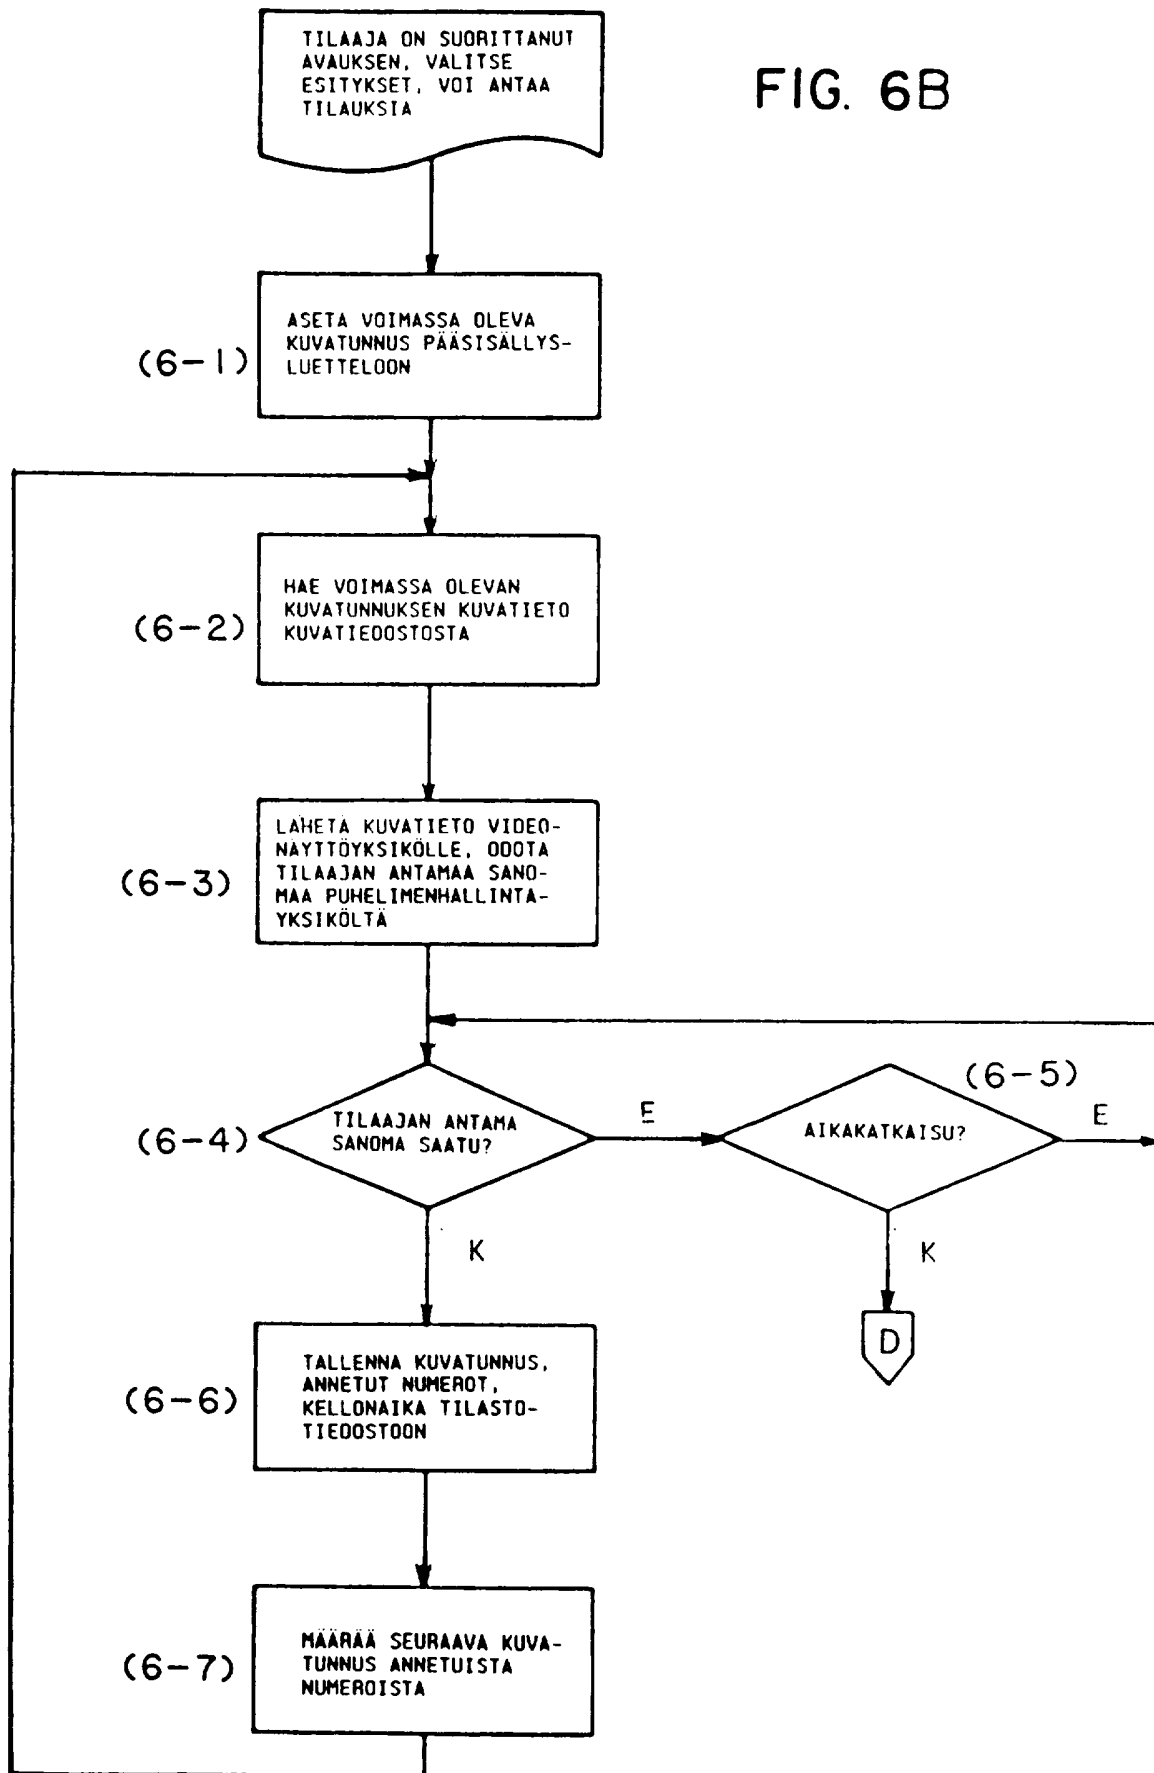 TILAAJA ON SUORITTANUT
AVAUKSEN, VALITSE
ESITYKSET, VOI ANTAA
TILAUKSIA
FIG. 6B
(6-1)
ASETA VOIMASSA OLEVA
KUVATUNNUS PÄÄSISÄLLYS-
LUETTELOON
(6-2)
HAE VOIMASSA OLEVAN
KUVATUNNUKSEN KUVATIETO
KUVATIEDOSTOSTA
(6-3)
LÄHETÄ KUVATIETO VIDEO-
NÄYTTÖYKSIKÖLLE, ODOTA
TILAAJAN ANTAMAA SANO-
MAA PUHELIMENHALLINTA-
YKSIKÖLTÄ
(6-4)
TILAAJAN ANTAMA
SANOMA SAATU?
E
(6-5)
AIKAKATKAISU?
E
K
K
D
(6-6)
TALLENNA KUVATUNNUS,
ANNETUT NUMEROT,
KELLONAIKA TILASTO-
TIEDOSTOON
(6-7)
MÄÄRÄÄ SEURAAVA KUVA-
TUNNUS ANNETUISTA
NUMEROISTA